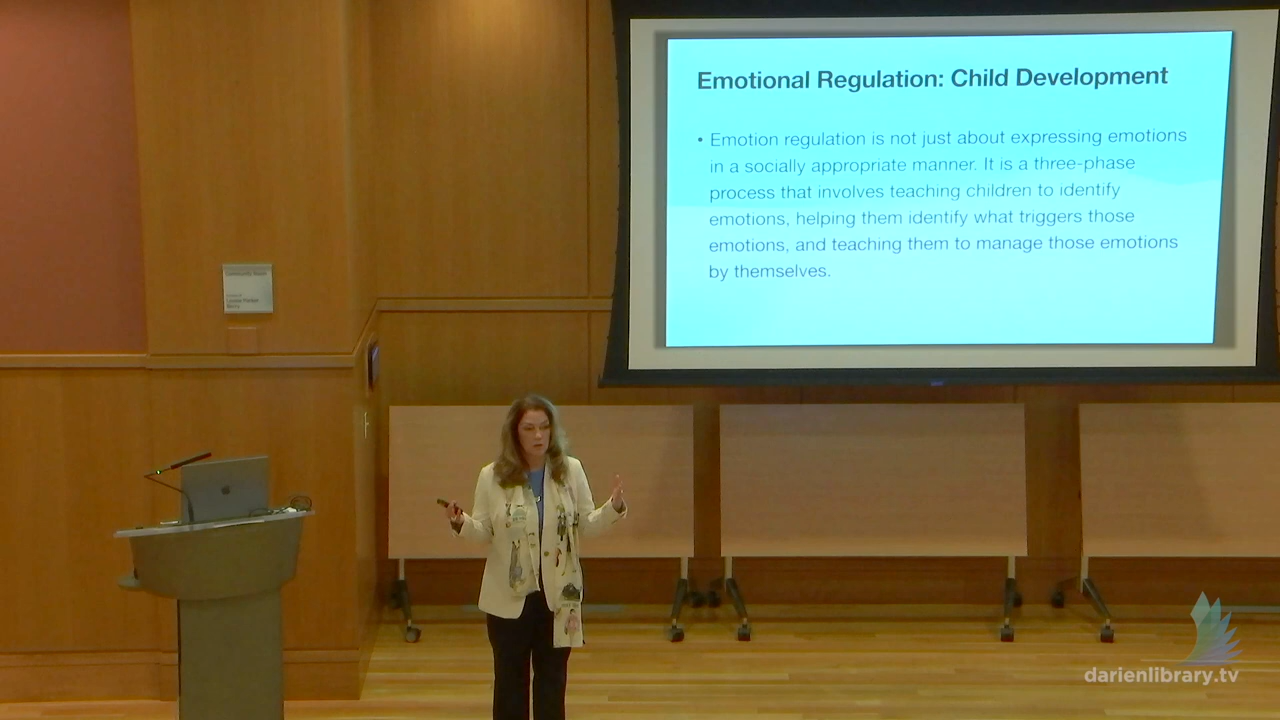 Emotional Regulation: Child Development
• Emotion regulation is not just about expressing emotions
in a socially appropriate manner. It is a three-phase
process that involves teaching children to identify
emotions, helping them identify what triggers those
emotions, and teaching them to manage those emotions
by themselves.
Community Room
darienlibrary.tv